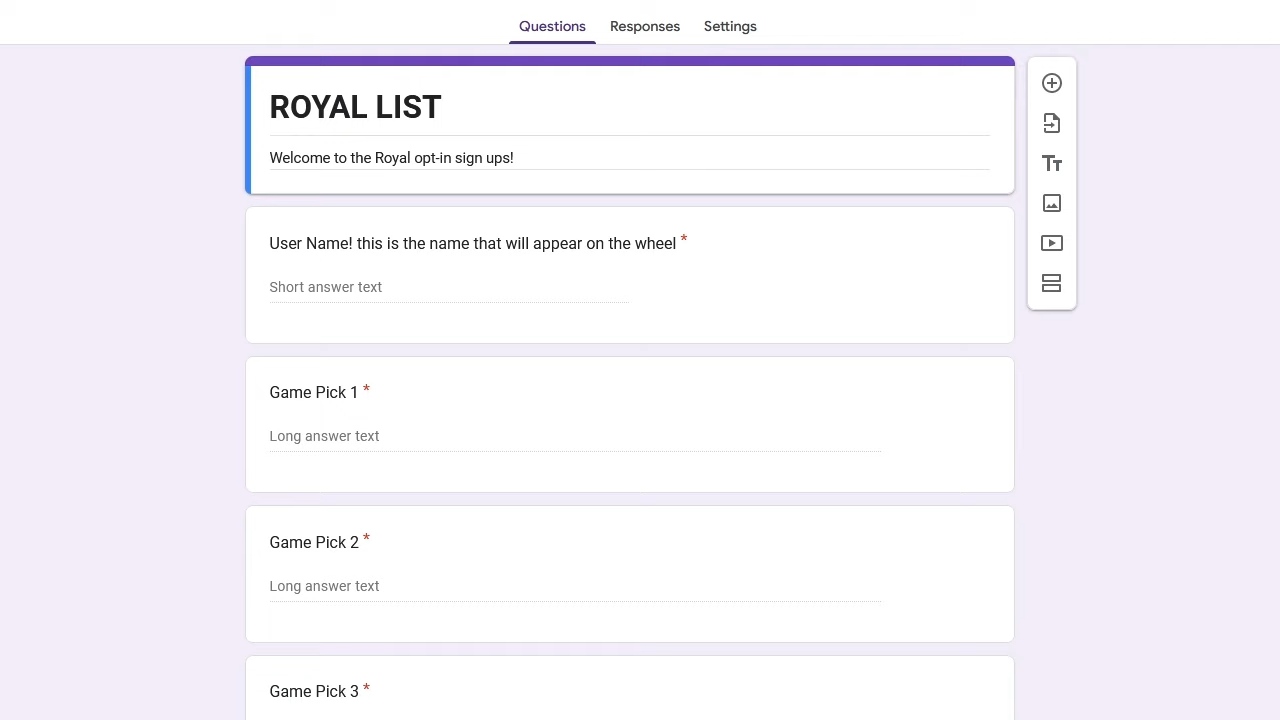 Questions Responses Settings
ROYAL LIST
Welcome to the Royal opt-in sign ups!
User Name! this is the name that will appear on the wheel *
Short answer text
Game Pick 1 *
Long answer text
Game Pick 2 *
Long answer text
Game Pick 3 *